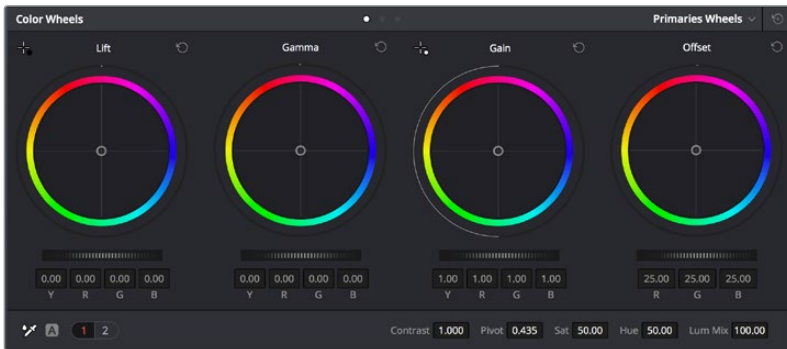 Color Wheels Primaries Wheels
Lift Gamma Gain Offset
0.00 0.00 0.00 0.00 0.00 0.00 0.00 0.00 1.00 1.00 1.00 1.00 25.00 25.00 25.00
Y R G B Y R G B Y R G B R G B
A 1 2 Contrast 1.000 Pivot 0.435 Sat 50.00 Hue 50.00 Lum Mix 100.00